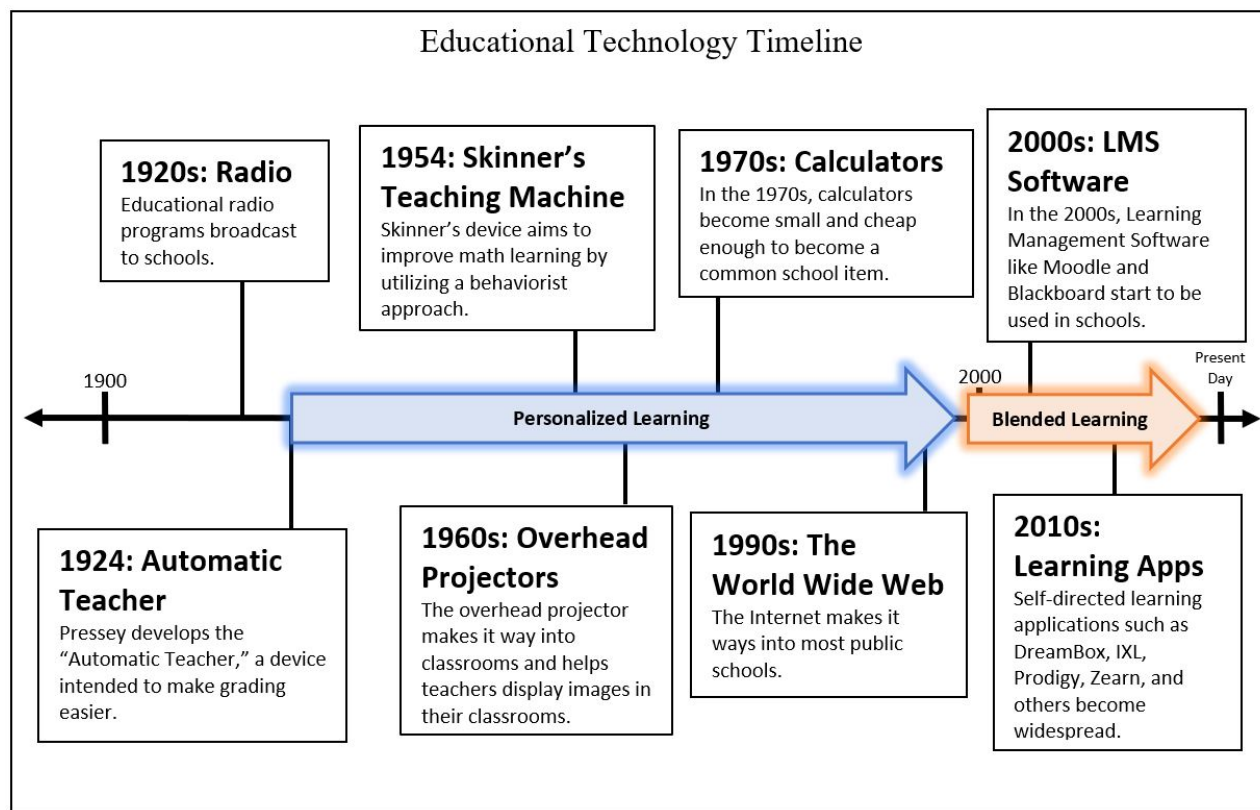 Educational Technology Timeline
1920s: Radio
Educational radio
programs broadcast
to schools.
1954: Skinner’s
Teaching Machine
Skinner’s device aims to
improve math learning by
utilizing a behaviorist
approach.
1970s: Calculators
In the 1970s, calculators
become small and cheap
enough to become a
common school item.
2000s: LMS
Software
In the 2000s, Learning
Management Software
like Moodle and
Blackboard start to be
used in schools.
1900
2000
Present
Day
Personalized Learning
Blended Learning
1924: Automatic
Teacher
Pressey develops the
“Automatic Teacher,” a device
intended to make grading
easier.
1960s: Overhead
Projectors
The overhead projector
makes it way into
classrooms and helps
teachers display images in
their classrooms.
1990s: The
World Wide Web
The Internet makes it
ways into most public
schools.
2010s:
Learning Apps
Self-directed learning
applications such as
DreamBox, IXL,
Prodigy, Zearn, and
others become
widespread.